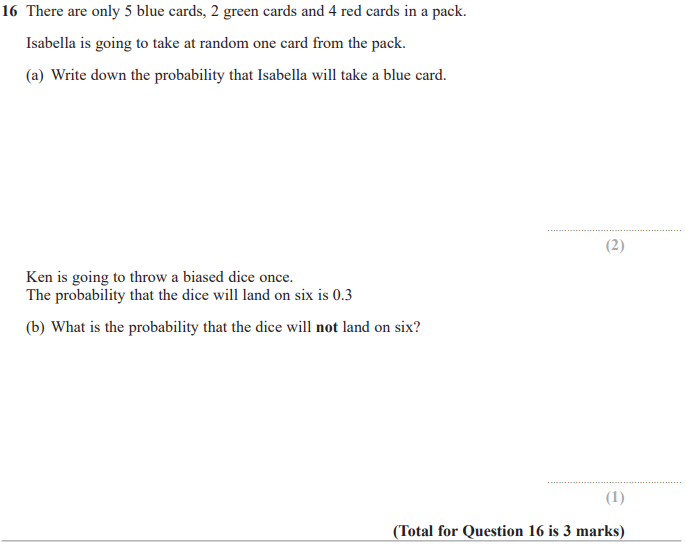 16 There are only 5 blue cards, 2 green cards and 4 red cards in a pack.
Isabella is going to take at random one card from the pack.
(a) Write down the probability that Isabella will take a blue card.
(2)
Ken is going to throw a biased dice once.
The probability that the dice will land on six is 0.3
(b) What is the probability that the dice will not land on six?
(1)
(Total for Question 16 is 3 marks)